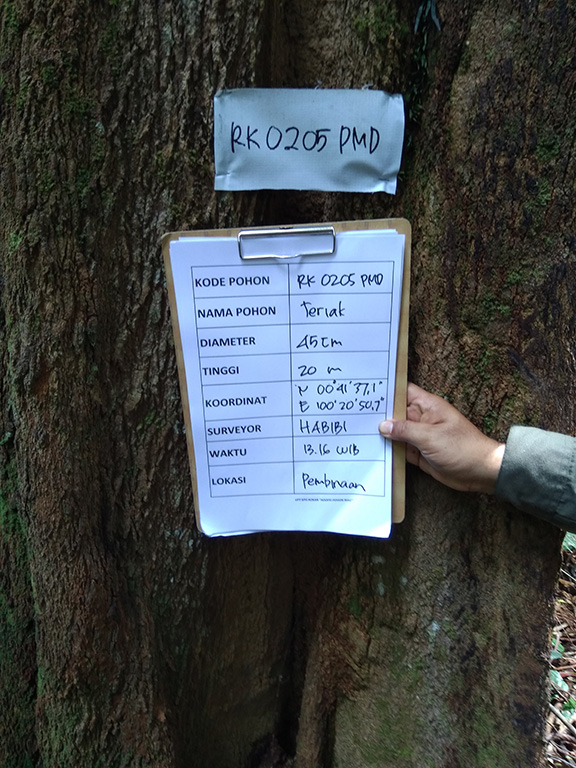 RK 0205 PMD
KODE POHON RK 0205 PMD
NAMA POHON Teriak
DIAMETER 45 cm
TINGGI 20 m
KOORDINAT N 00°41'37,1"
E 100°20'50,7"
SURVEYOR HABIBI
WAKTU 13.16 WIB
LOKASI Pembinaan